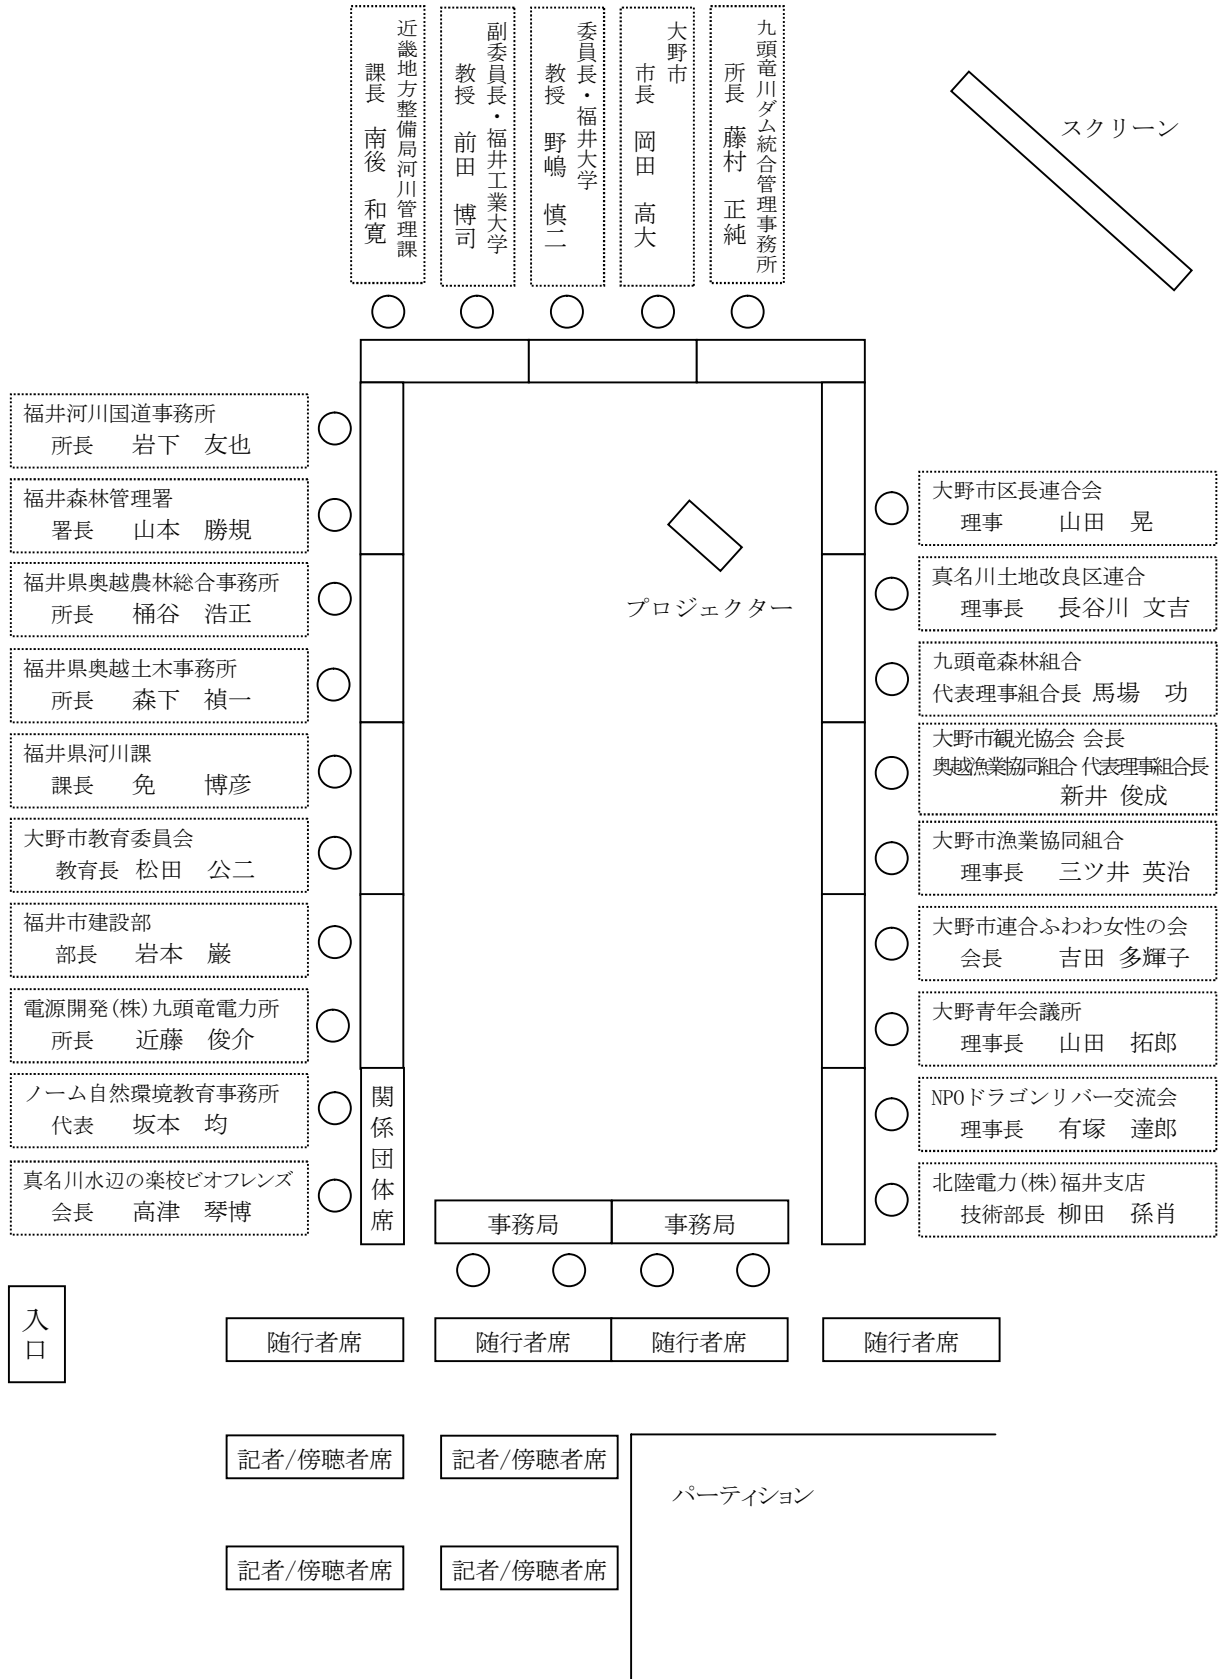 近畿地方整備局河川管理課
課長 南後 和寛
副委員長・福井工業大学
教授 前田 博司
委員長・福井大学
教授 野嶋 慎二
大野市
市長 岡田 高大
九頭竜川ダム統合管理事務所
所長 藤村 正純
スクリーン
福井河川国道事務所
所長 岩下 友也
福井森林管理署
署長 山本 勝規
福井県奥越農林総合事務所
所長 桶谷 浩正
福井県奥越土木事務所
所長 森下 禎一
福井県河川課
課長 免 博彦
大野市教育委員会
教育長 松田 公二
福井市建設部
部長 岩本 巌
電源開発(株)九頭竜電力所
所長 近藤 俊介
ノーム自然環境教育事務所
代表 坂本 均
真名川水辺の楽校ビオフレンズ
会長 高津 琴博
関係団体席
プロジェクター
大野市区長連合会
理事 山田 晃
真名川土地改良区連合
理事長 長谷川 文吉
九頭竜森林組合
代表理事組合長 馬場 功
大野市観光協会 会長
奥越漁業協同組合 代表理事組合長
新井 俊成
大野市漁業協同組合
理事長 三ツ井 英治
大野市連合ふわわ女性の会
会長 吉田 多輝子
大野青年会議所
理事長 山田 拓郎
NPOドラゴンリバー交流会
理事長 有塚 達郎
北陸電力(株)福井支店
技術部長 柳田 孫肖
事務局 事務局
入口
随行者席 随行者席 随行者席 随行者席
記者/傍聴者席 記者/傍聴者席
パーティション
記者/傍聴者席 記者/傍聴者席